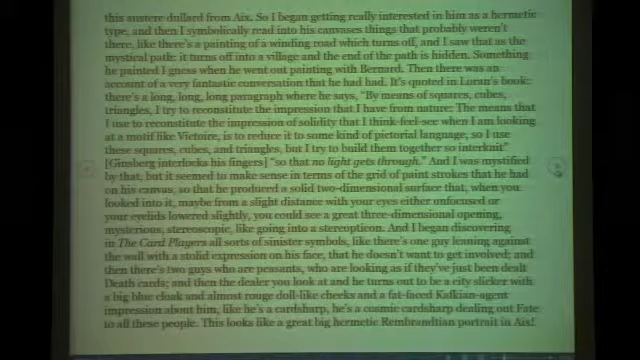 this austere dullard from Aix. So I began getting really interested in him as a hermetic
type, and then I symbolically read into his canvases things that probably weren't
there, like there's a painting of a winding road which turns off, and I saw that as the
mystical path: it turns off into a village and the end of the path is hidden. Something
he painted I guess when he went out painting with Bernard. Then there was an
account of a very fantastic conversation that he had had. It's quoted in Loran's book:
there's a long, long, long paragraph where he says, "By means of squares, cubes,
triangles, I try to reconstitute the impression that I have from nature: The means that
I use to reconstitute the impression of solidity that I think-feel-see when I am looking
at a motif like Victoire, is to reduce it to some kind of pictorial language, so I use
these squares, cubes, and triangles, but I try to build them together so interknit"
[Ginsberg interlocks his fingers] "so that no light gets through." And I was mystified
by that, but it seemed to make sense in terms of the grid of paint strokes that he had
on his canvas, so that he produced a solid two-dimensional surface that, when you
looked into it, maybe from a slight distance with your eyes either unfocused or
your eyelids lowered slightly, you could see a great three-dimensional opening,
mysterious, stereoscopic, like going into a stereopticon. And I began discovering
in The Card Players all sorts of sinister symbols, like there's one guy leaning against
the wall with a stolid expression on his face, that he doesn't want to get involved; and
then there's two guys who are peasants, who are looking as if they've just been dealt
Death cards; and then the dealer you look at and he turns out to be a city slicker with
a big blue cloak and almost rouge doll-like cheeks and a fat-faced Kafkian-agent
impression about him, like he's a cardsharp, he's a cosmic cardsharp dealing out Fate
to all these people. This looks like a great big hermetic Rembrandtian portrait in Aix!